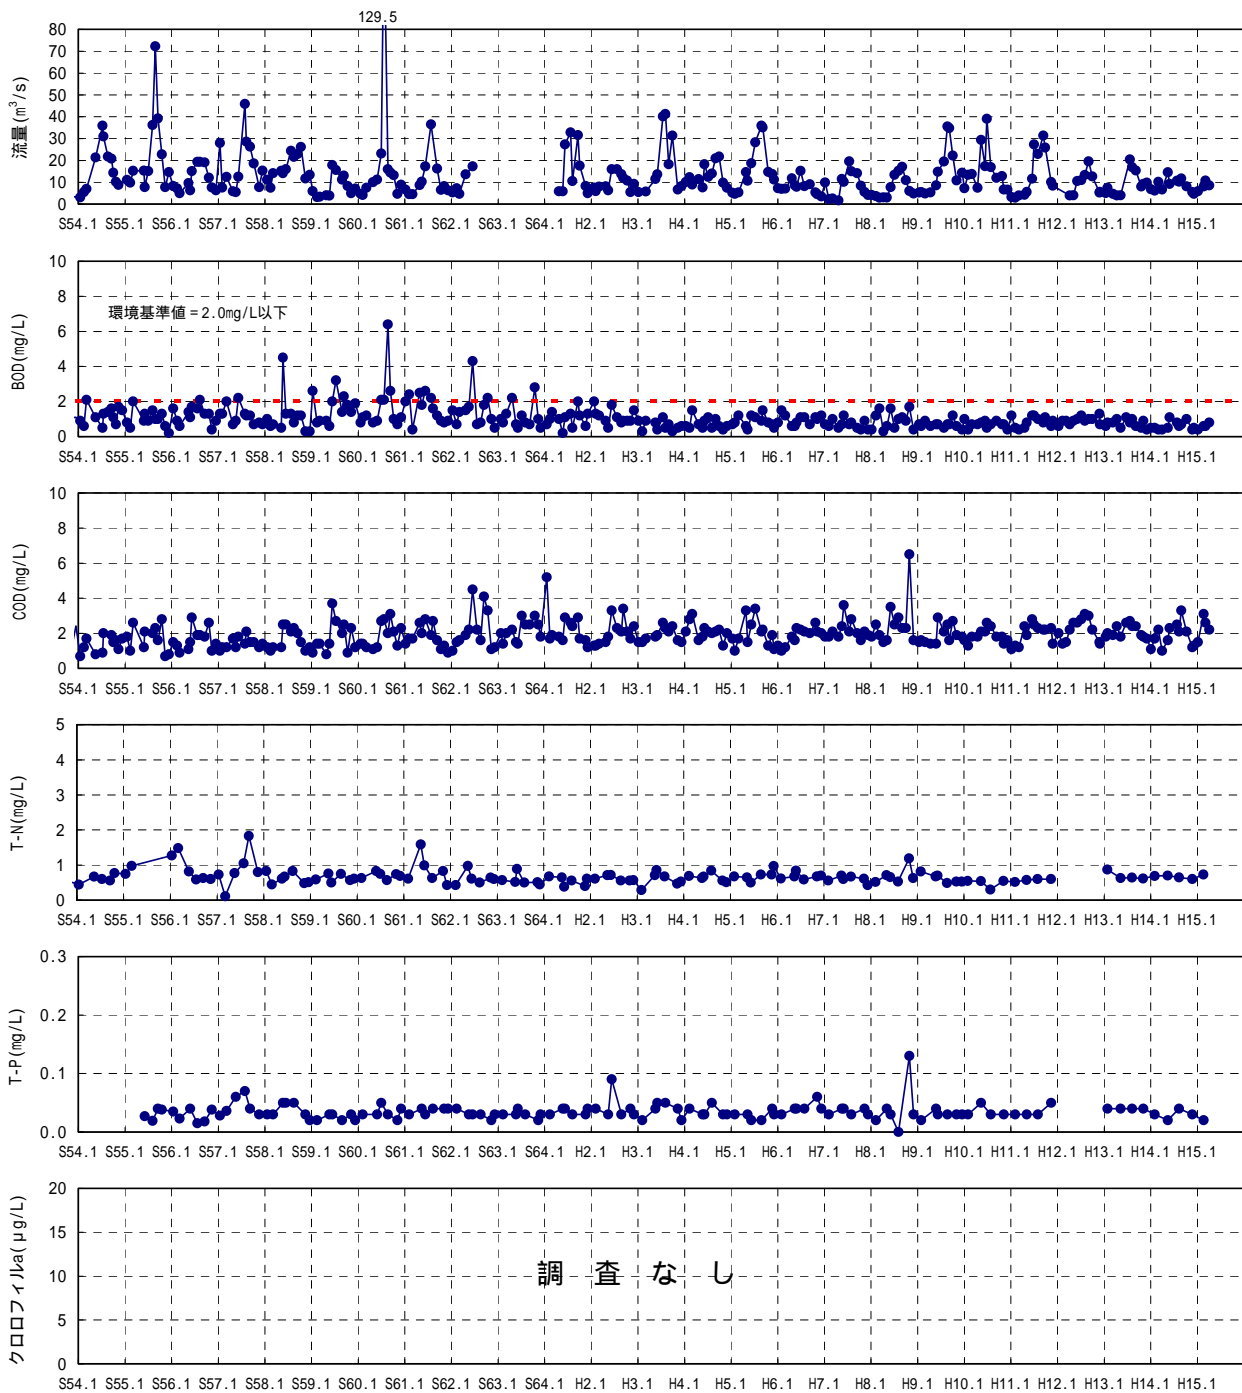 129.5
80
70
60
50
40
30
20
10
0
流量(m³/s)
S54.1 S55.1 S56.1 S57.1 S58.1 S59.1 S60.1 S61.1 S62.1 S63.1 S64.1 H2.1 H3.1 H4.1 H5.1 H6.1 H7.1 H8.1 H9.1 H10.1 H11.1 H12.1 H13.1 H14.1 H15.1
10
8
6
4
2
0
BOD(mg/L)
環境基準値=2.0mg/L以下
S54.1 S55.1 S56.1 S57.1 S58.1 S59.1 S60.1 S61.1 S62.1 S63.1 S64.1 H2.1 H3.1 H4.1 H5.1 H6.1 H7.1 H8.1 H9.1 H10.1 H11.1 H12.1 H13.1 H14.1 H15.1
10
8
6
4
2
0
COD(mg/L)
S54.1 S55.1 S56.1 S57.1 S58.1 S59.1 S60.1 S61.1 S62.1 S63.1 S64.1 H2.1 H3.1 H4.1 H5.1 H6.1 H7.1 H8.1 H9.1 H10.1 H11.1 H12.1 H13.1 H14.1 H15.1
5
4
3
2
1
0
T-N(mg/L)
S54.1 S55.1 S56.1 S57.1 S58.1 S59.1 S60.1 S61.1 S62.1 S63.1 S64.1 H2.1 H3.1 H4.1 H5.1 H6.1 H7.1 H8.1 H9.1 H10.1 H11.1 H12.1 H13.1 H14.1 H15.1
0.3
0.2
0.1
0.0
T-P(mg/L)
S54.1 S55.1 S56.1 S57.1 S58.1 S59.1 S60.1 S61.1 S62.1 S63.1 S64.1 H2.1 H3.1 H4.1 H5.1 H6.1 H7.1 H8.1 H9.1 H10.1 H11.1 H12.1 H13.1 H14.1 H15.1
20
15
10
5
0
クロロフィルa(μg/L)
調 査 な し
S54.1 S55.1 S56.1 S57.1 S58.1 S59.1 S60.1 S61.1 S62.1 S63.1 S64.1 H2.1 H3.1 H4.1 H5.1 H6.1 H7.1 H8.1 H9.1 H10.1 H11.1 H12.1 H13.1 H14.1 H15.1